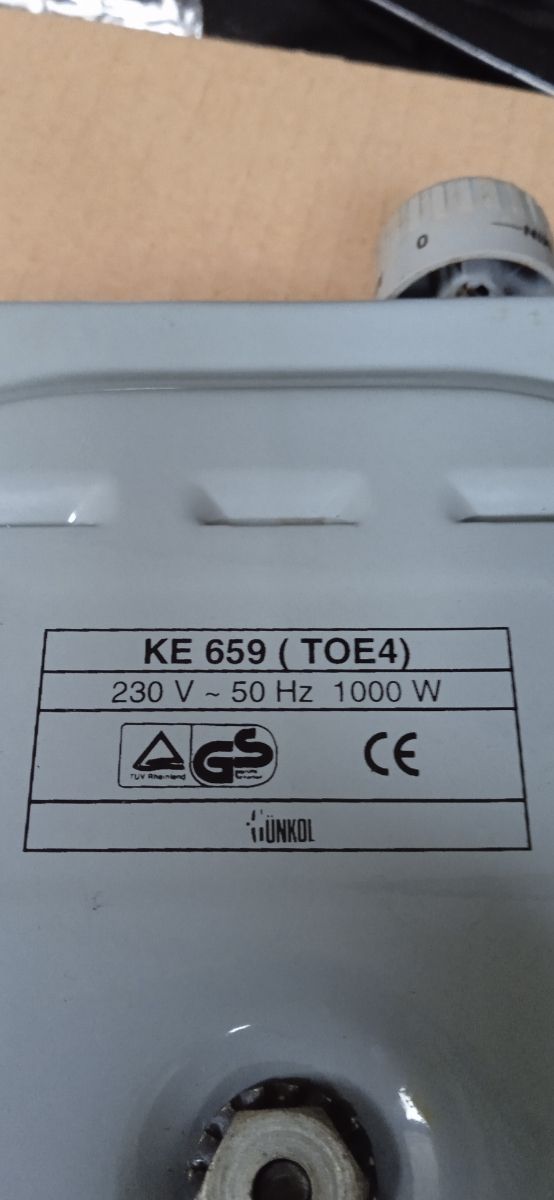 0
KE 659 ( TOE4)
230 V ~ 50 Hz 1000 W
TÜV Rheinland
GS
CE
ÜNKOL